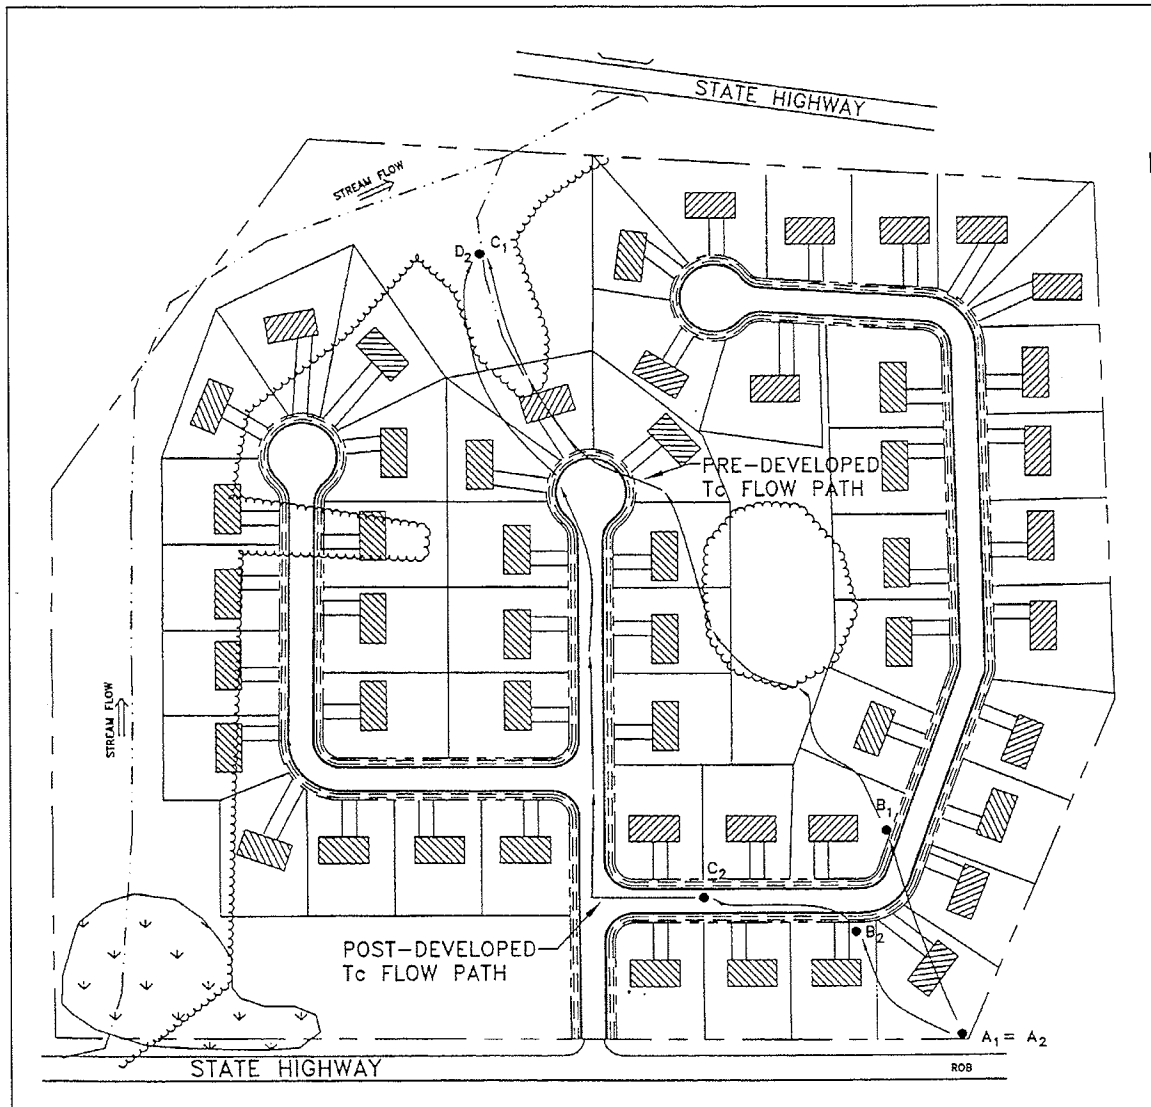 STATE HIGHWAY
STREAM FLOW
D2 C1
PRE-DEVELOPED
Tc FLOW PATH
STREAM FLOW
B1
C2
B2
POST-DEVELOPED
Tc FLOW PATH
A1 = A2
STATE HIGHWAY
ROB